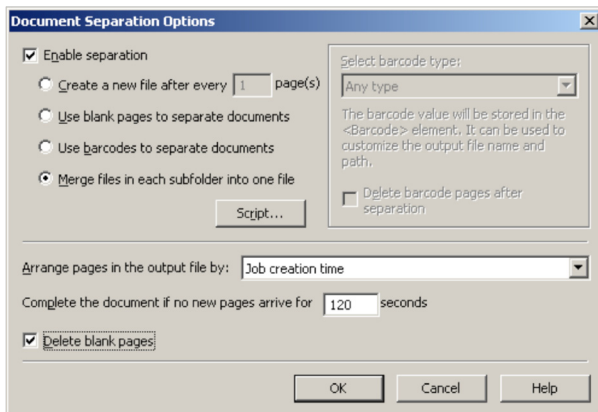 Document Separation Options
Enable separation
Create a new file after every 1 page(s)
Use blank pages to separate documents
Use barcodes to separate documents
Merge files in each subfolder into one file
Script...
Select barcode type:
Any type
The barcode value will be stored in the
<Barcode> element. It can be used to
customize the output file name and
path.
Delete barcode pages after
separation
Arrange pages in the output file by: Job creation time
Complete the document if no new pages arrive for 120 seconds
Delete blank pages
OK Cancel Help